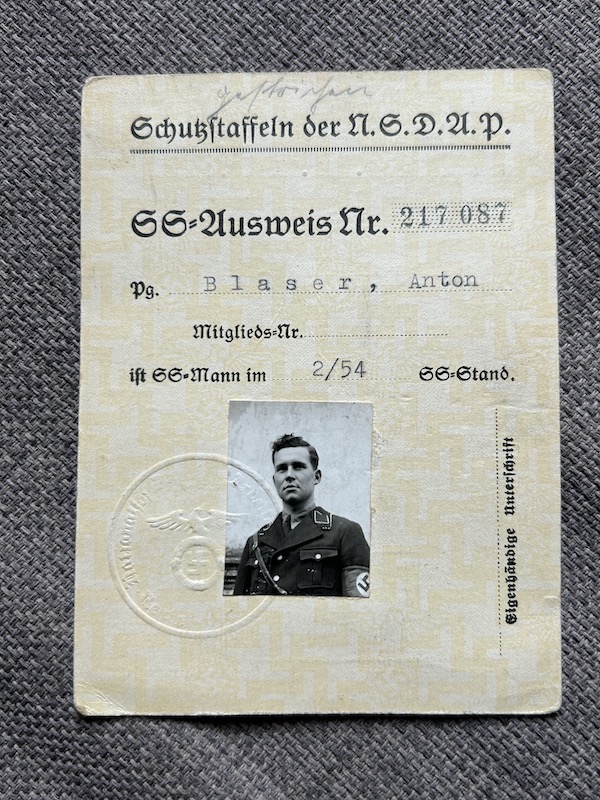 gestrichen
Schutzstaffeln der N.S.D.A.P.
SS-Ausweis Nr. 217 087
Pg. Blaser, Anton
Mitglieds-Nr.
ist SS-Mann im 2/54 SS-Stand.
Eigenhändige Unterschrift